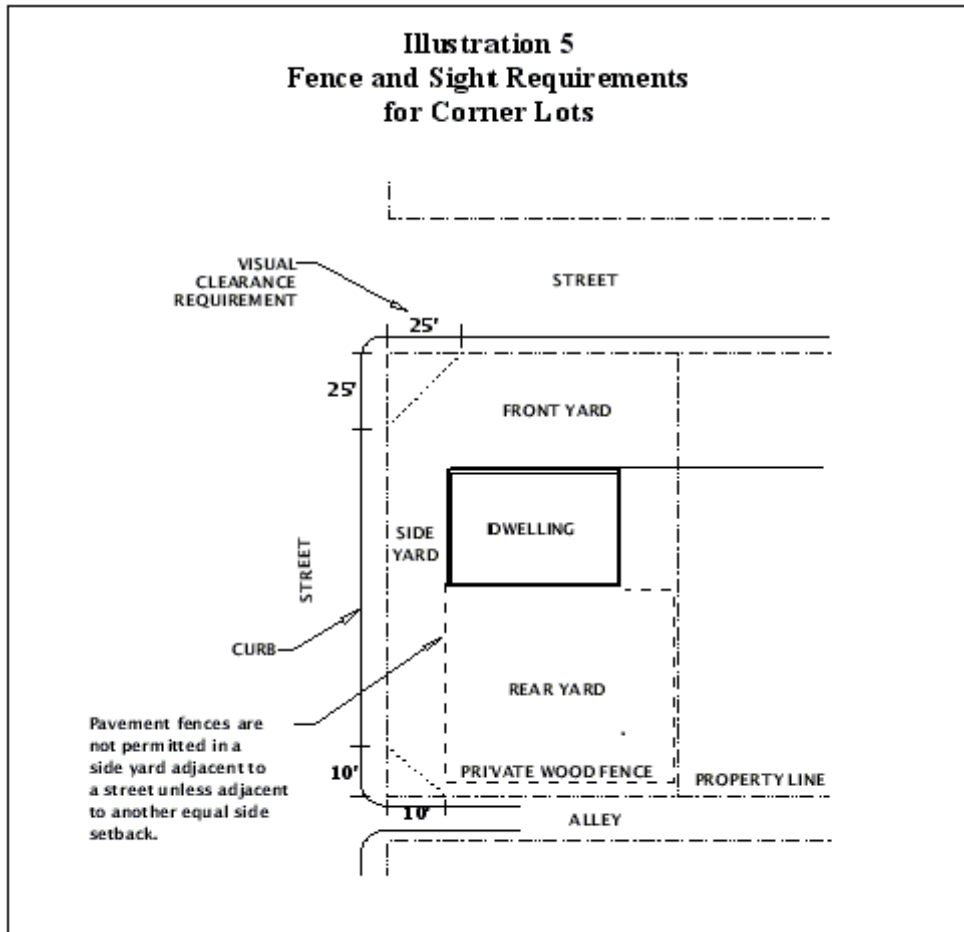 Illustration 5
Fence and Sight Requirements
for Corner Lots
VISUAL
CLEARANCE
REQUIREMENT
STREET
25'
25'
FRONT YARD
SIDE
YARD
DWELLING
STREET
CURB
REAR YARD
Pavement fences are
not permitted in a
side yard adjacent to
a street unless adjacent
to another equal side
setback.
10'
PRIVATE WOOD FENCE
PROPERTY LINE
10'
ALLEY